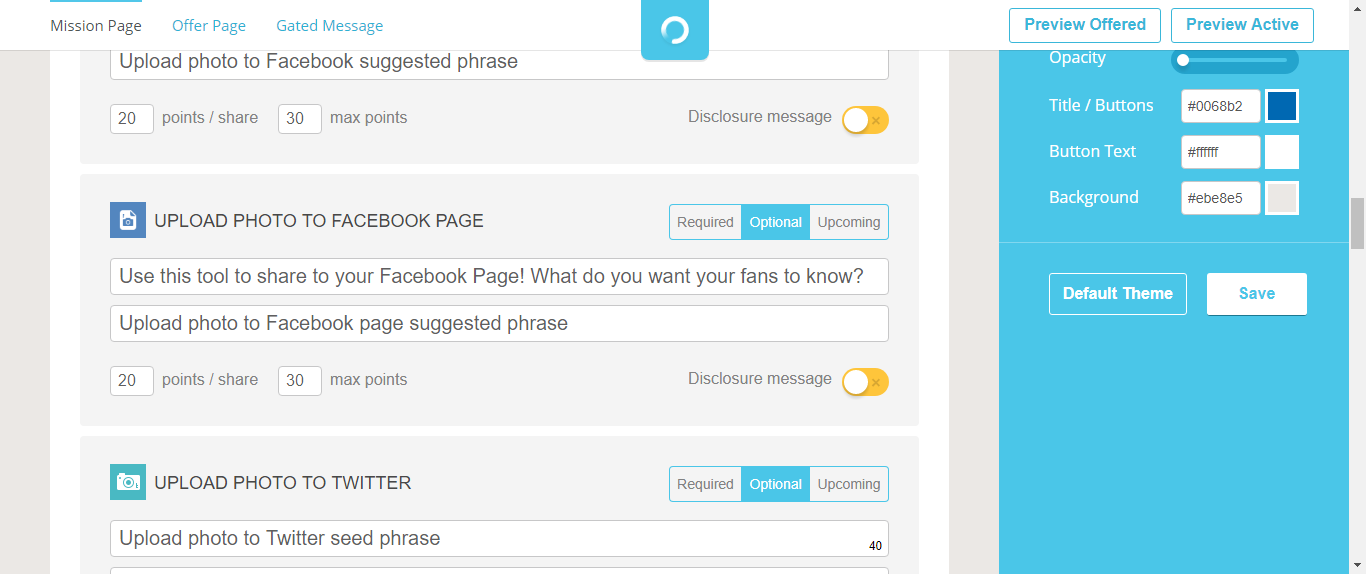 Mission Page Offer Page Gated Message Preview Offered Preview Active
Upload photo to Facebook suggested phrase
20 points / share 30 max points Disclosure message
UPLOAD PHOTO TO FACEBOOK PAGE Required Optional Upcoming
Use this tool to share to your Facebook Page! What do you want your fans to know?
Upload photo to Facebook page suggested phrase
20 points / share 30 max points Disclosure message
UPLOAD PHOTO TO TWITTER Required Optional Upcoming
Upload photo to Twitter seed phrase 40
Opacity
Title / Buttons #0068b2
Button Text #ffffff
Background #ebe8e5
Default Theme Save